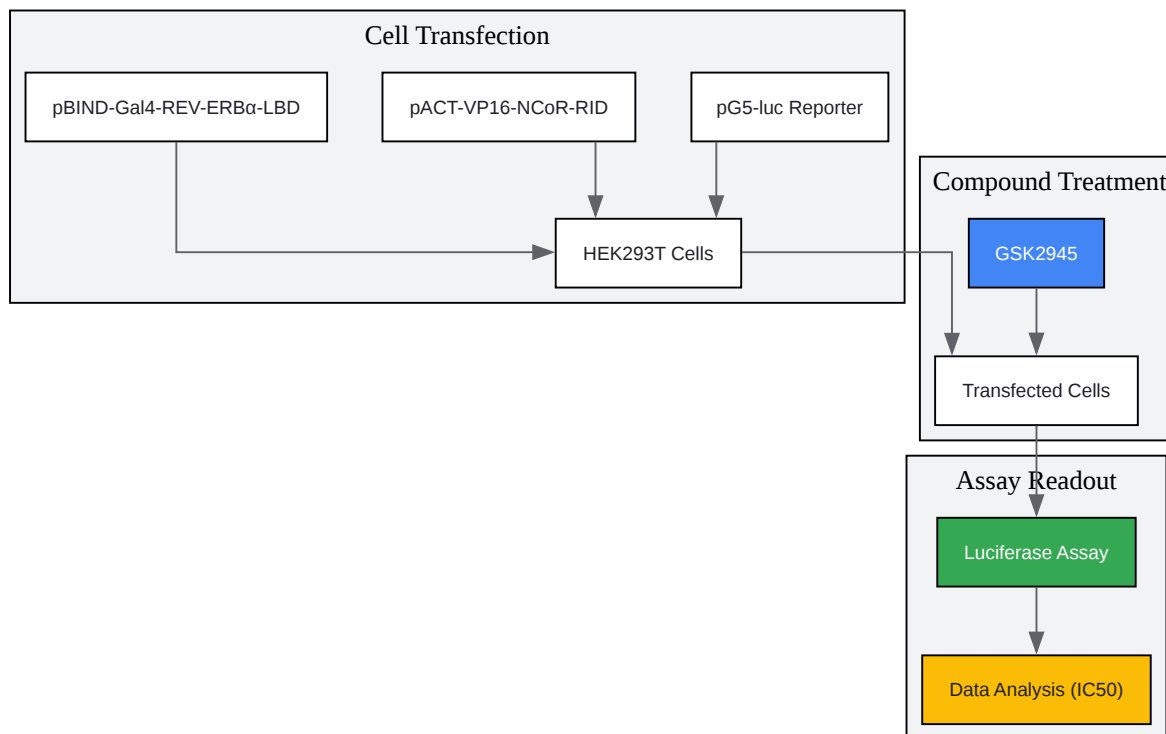 Cell Transfection
pBIND-Gal4-REV-ERBα-LBD
pACT-VP16-NCoR-RID
pG5-luc Reporter
HEK293T Cells
Compound Treatment
GSK2945
Transfected Cells
Assay Readout
Luciferase Assay
Data Analysis (IC50)